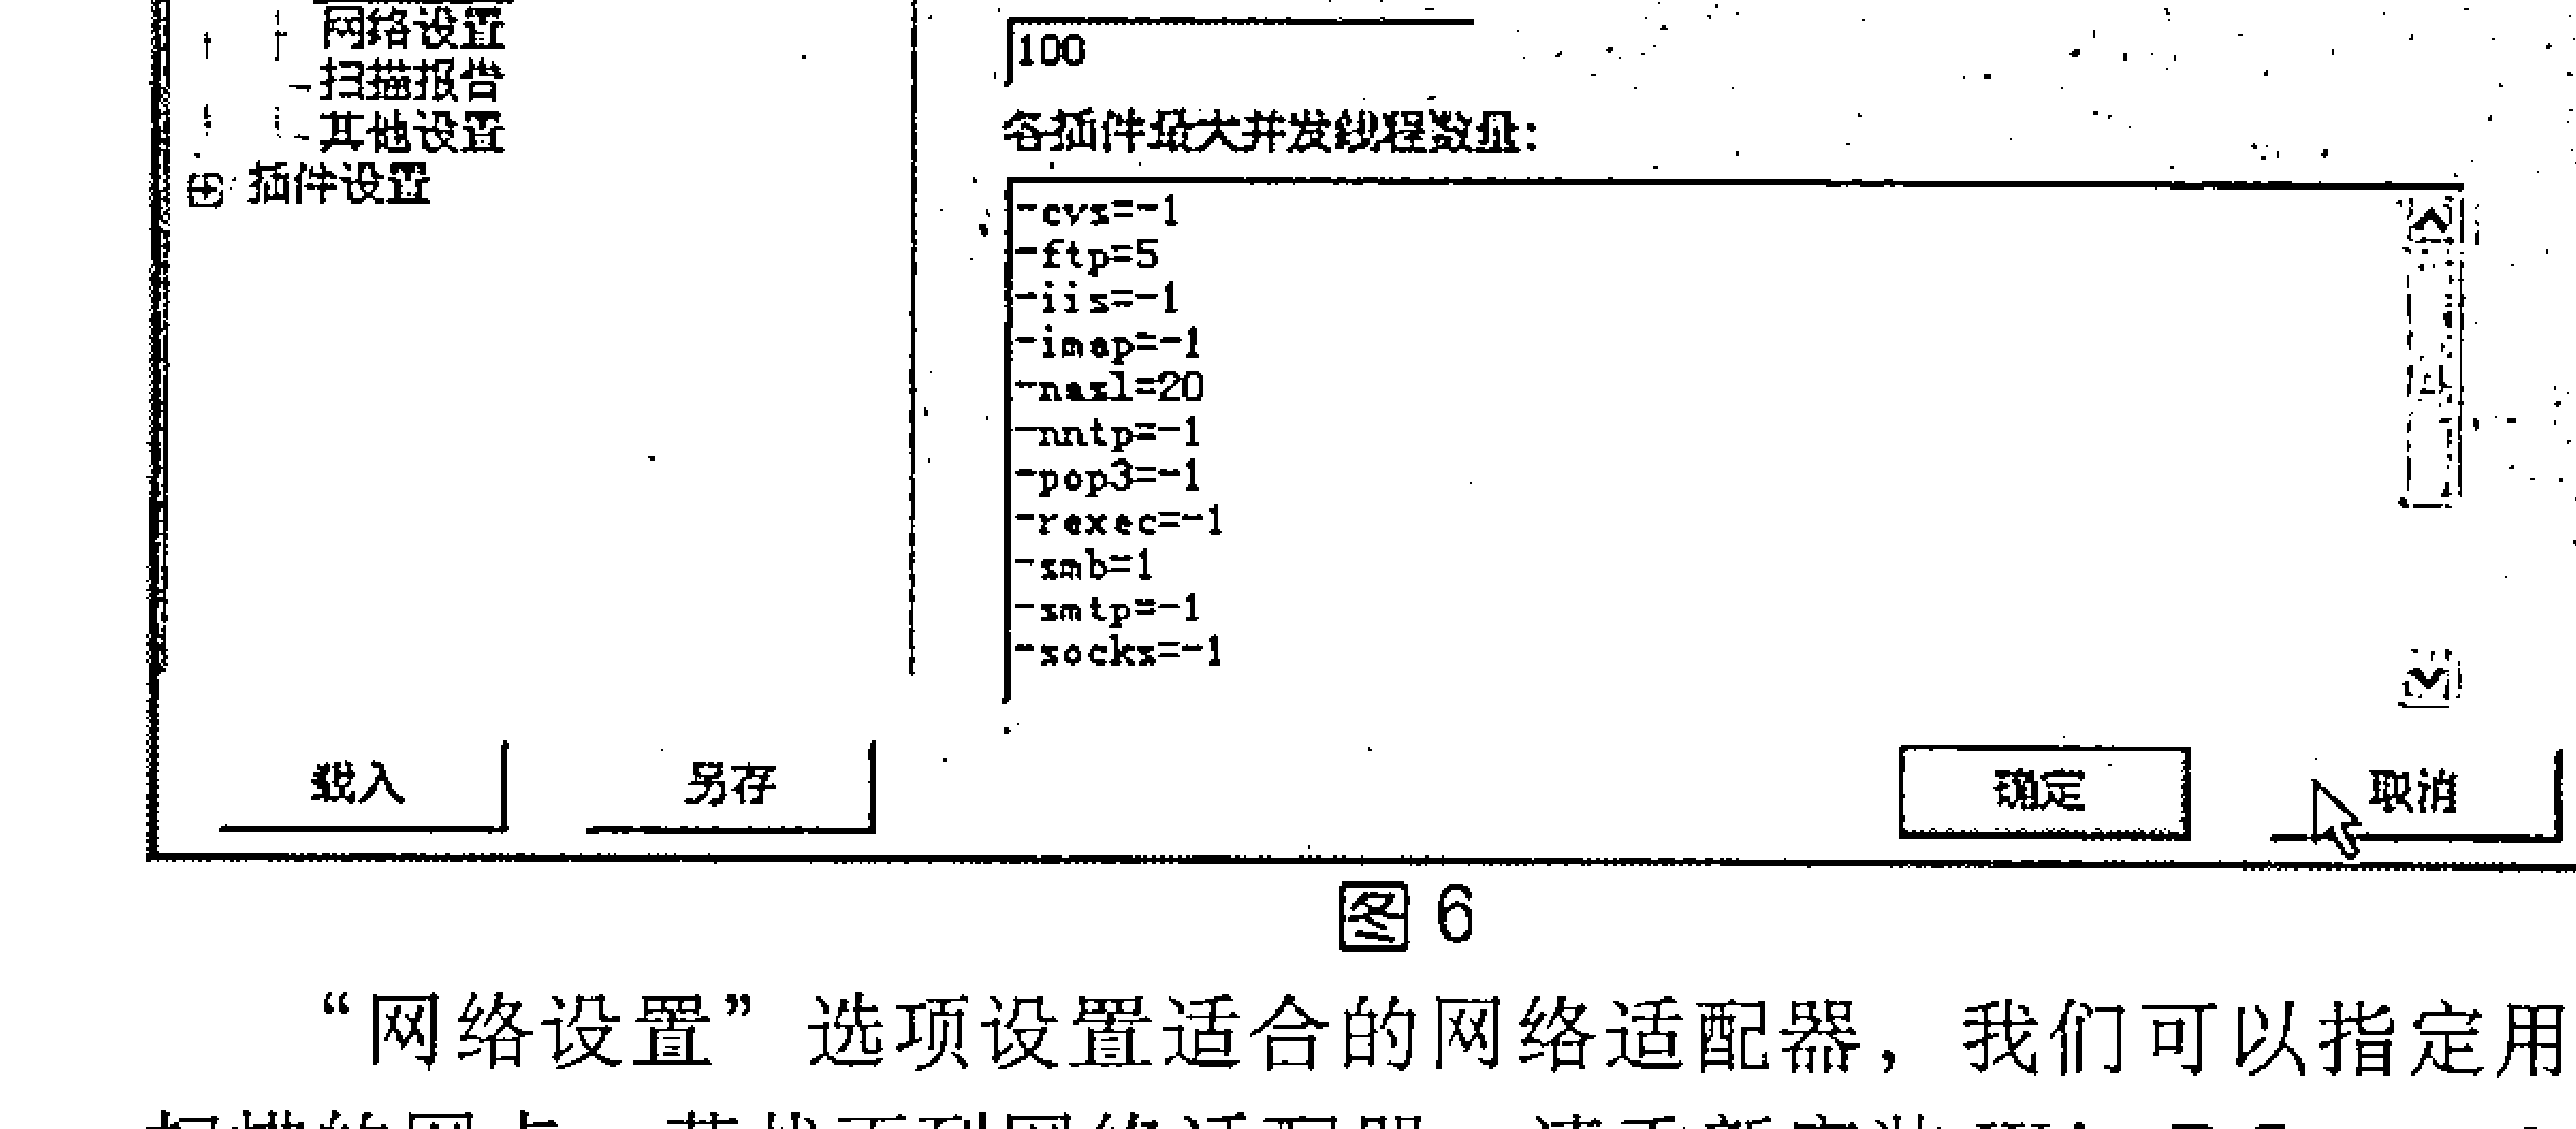 网络设置
扫描报告
其他设置
插件设置
100
各插件最大并发线程数量:
-cvs=-1
-ftp=5
-iis=-1
-imap=-1
-nasl=20
-nntp=-1
-pop3=-1
-rexec=-1
-smb=1
-smtp=-1
-socks=-1
载入 另存 确定 取消
图 6
“网络设置”选项设置适合的网络适配器，我们可以指定用